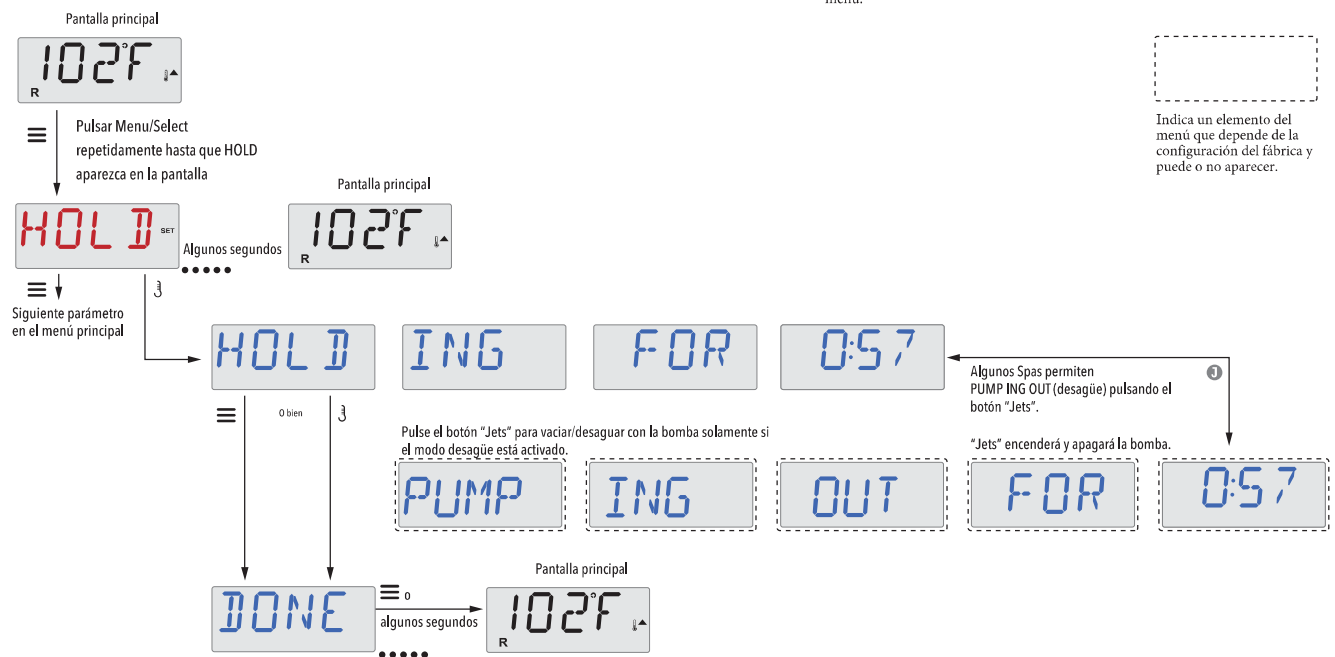 menú.
Pantalla principal
102°F
R
Pulsar Menu/Select
repetidamente hasta que HOLD
aparezca en la pantalla
Indica un elemento del
menú que depende de la
configuración del fábrica y
puede o no aparecer.
HOLD SET
Algunos segundos
Pantalla principal
102°F
R
Siguiente parámetro
en el menú principal
HOLD ING FOR 0:57
O bien
Algunos Spas permiten
PUMP ING OUT (desagüe) pulsando el
botón "Jets".
J
Pulse el botón "Jets" para vaciar/desaguar con la bomba solamente si
el modo desagüe está activado.
"Jets" encenderá y apagará la bomba.
PUMP ING OUT FOR 0:57
DONE
o
algunos segundos
Pantalla principal
102°F
R